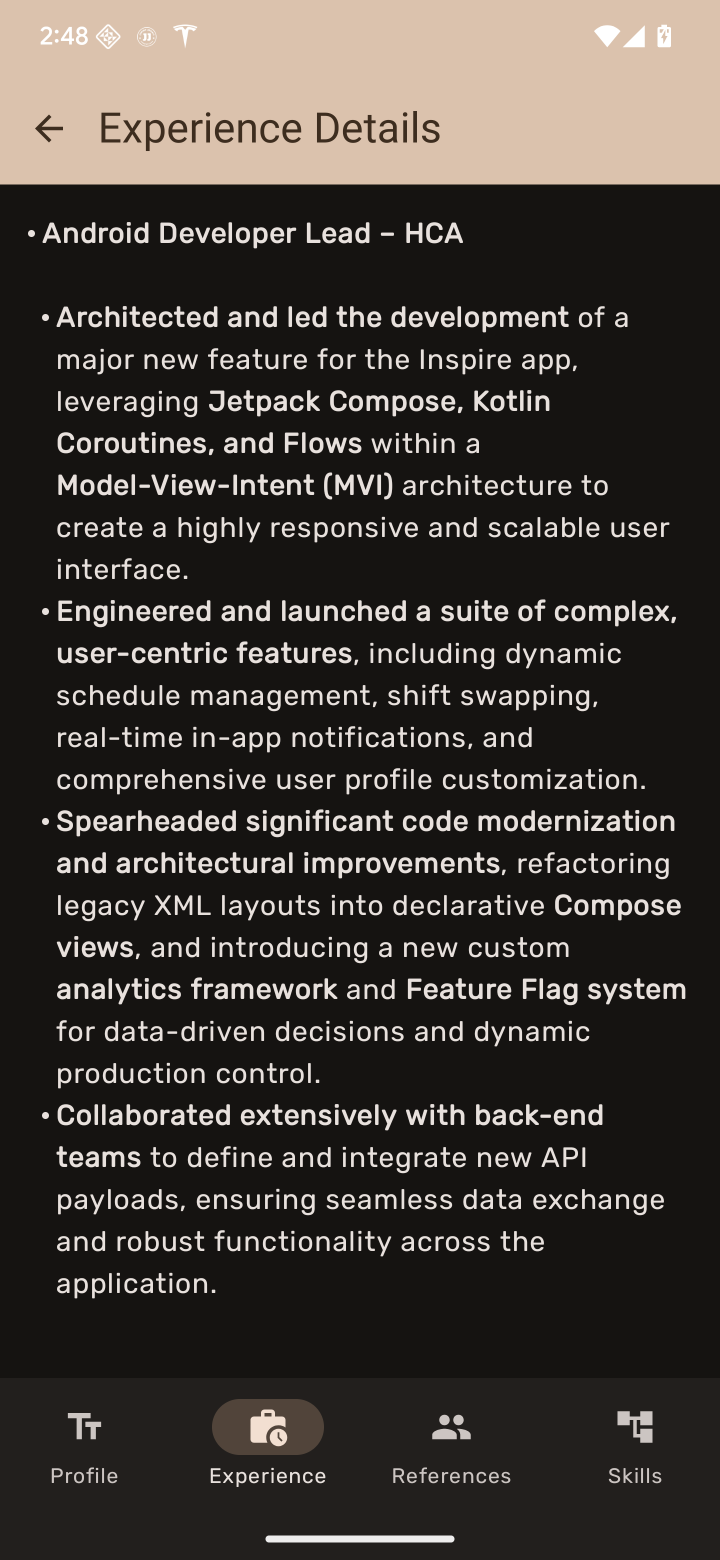 2:48
Experience Details
• Android Developer Lead – HCA
• Architected and led the development of a
major new feature for the Inspire app,
leveraging Jetpack Compose, Kotlin
Coroutines, and Flows within a
Model-View-Intent (MVI) architecture to
create a highly responsive and scalable user
interface.
• Engineered and launched a suite of complex,
user-centric features, including dynamic
schedule management, shift swapping,
real-time in-app notifications, and
comprehensive user profile customization.
• Spearheaded significant code modernization
and architectural improvements, refactoring
legacy XML layouts into declarative Compose
views, and introducing a new custom
analytics framework and Feature Flag system
for data-driven decisions and dynamic
production control.
• Collaborated extensively with back-end
teams to define and integrate new API
payloads, ensuring seamless data exchange
and robust functionality across the
application.
Profile
Experience
References
Skills